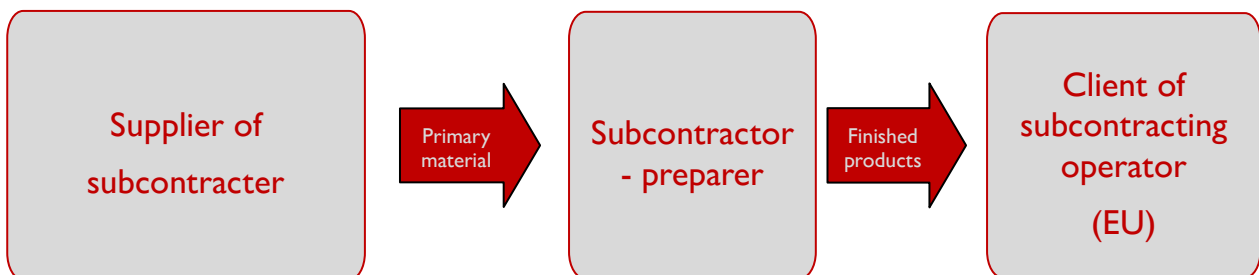 Supplier of
subcontracter
Primary
material
Subcontractor
- preparer
Finished
products
Client of
subcontracting
operator
(EU)